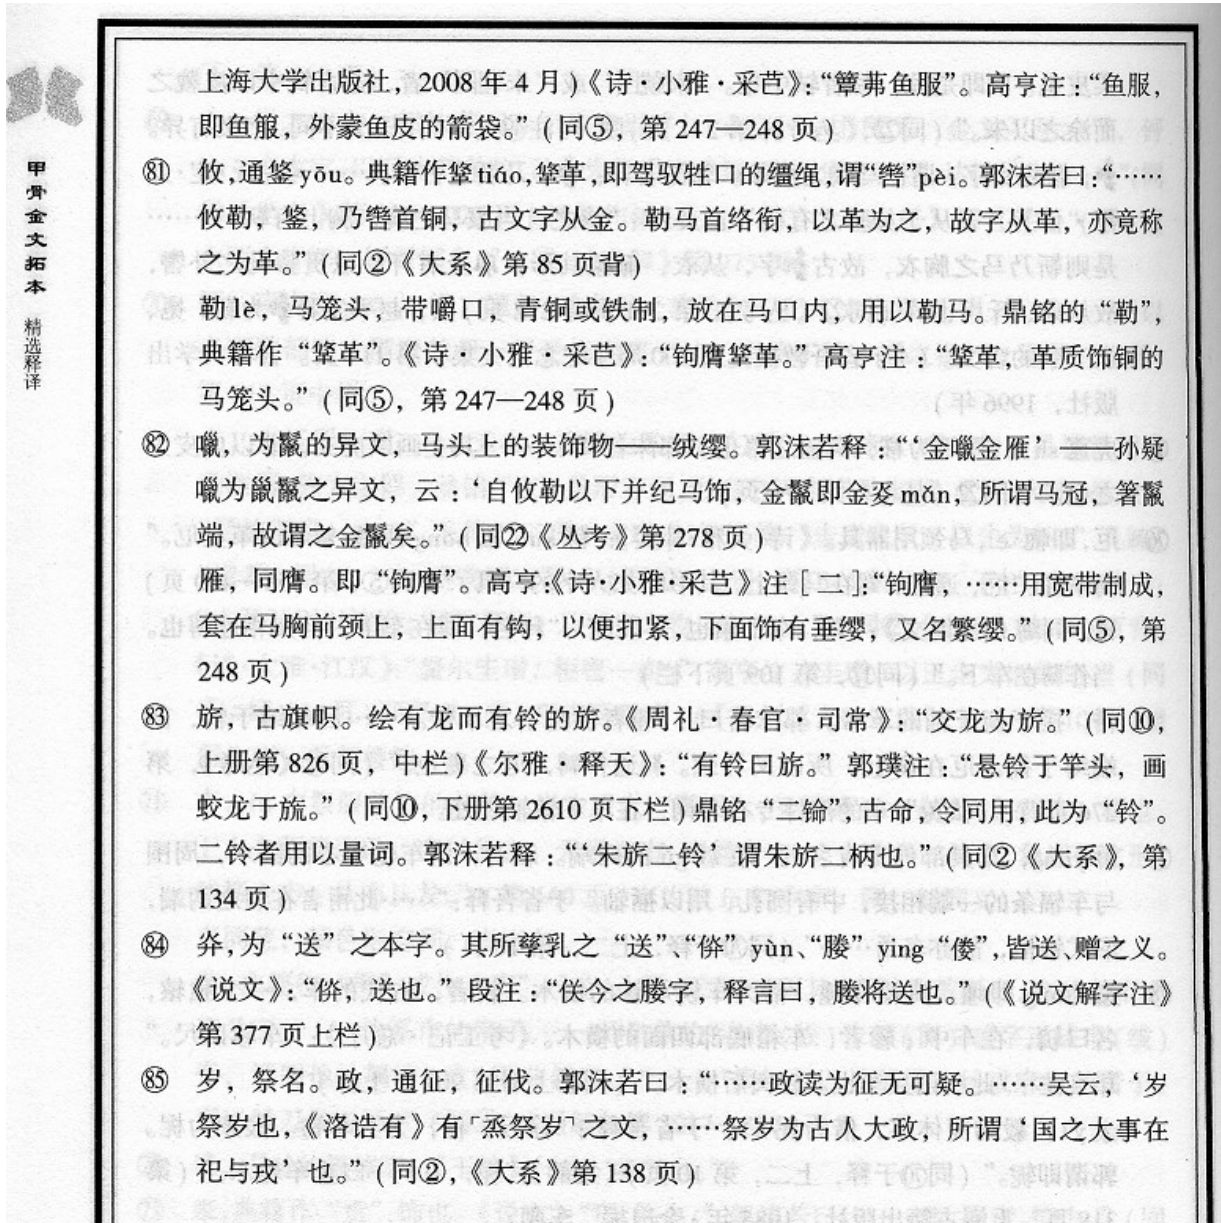 甲骨金文拓本
精选释译
上海大学出版社，2008年4月)《诗·小雅·采芑》：“簟茀鱼服”。高亨注：“鱼服，
即鱼箙，外蒙鱼皮的箭袋。”(同⑤，第247—248页)
㊁ 攸,通鋚yōu。典籍作鞗tiáo,鞗革，即驾驭牲口的缰绳,谓“辔”pèi。郭沫若曰：……
攸勒，鋚，乃辔首铜，古文字从金。勒马首络衔，以革为之，故字从革，亦竟称
之为革。”(同②《大系》第85页背)
勒lè，马笼头，带嚼口，青铜或铁制，放在马口内，用以勒马。鼎铭的“勒”，
典籍作“鞗革”。《诗·小雅·采芑》：“钩膺鞗革。”高亨注：“鞗革，革质饰铜的
马笼头。”(同⑤，第247—248页)
，为鬣的异文，马头上的装饰物——绒缨。郭沫若释：“‘金金雁’——孙疑
为鬣之异文，云：‘自攸勒以下并纪马饰，金鬣即金㚇mǎn，所谓马冠，箸鬣
端，故谓之金鬣矣。”(同㉒《丛考》第278页)
雁，同膺。即“钩膺”。高亨:《诗·小雅·采芑》注［二］：“钩膺，……用宽带制成，
套在马胸前颈上，上面有钩，以便扣紧，下面饰有垂缨，又名繁缨。”(同⑤，第
248页)
旂，古旗帜。绘有龙而有铃的旂。《周礼·春官·司常》：“交龙为旂。”(同⑩，
上册第826页，中栏)《尔雅·释天》：“有铃曰旂。”郭璞注：“悬铃于竿头，画
蛟龙于旒。”(同⑩，下册第2610页下栏)鼎铭“二”,古命,令同用,此为“铃”。
二铃者用以量词。郭沫若释：“‘朱旂二铃’谓朱旂二柄也。”(同②《大系》，第
134页)
灷,为“送”之本字。其所孳乳之“送”、“㑞”yìng、“媵”ying“倭”,皆送、赠之义。
《说文》：“㑞，送也。”段注：“㑞今之媵字，释言曰，媵将送也。”(《说文解字注》
第377页上栏)
岁，祭名。政，通征，征伐。郭沫若曰：“……政读为征无可疑。……吴云：‘岁
祭岁也，《洛诰有》有「烝祭岁」之文，……祭岁为古人大政，所谓‘国之大事在
祀与戎’也。”(同②，《大系》第138页)